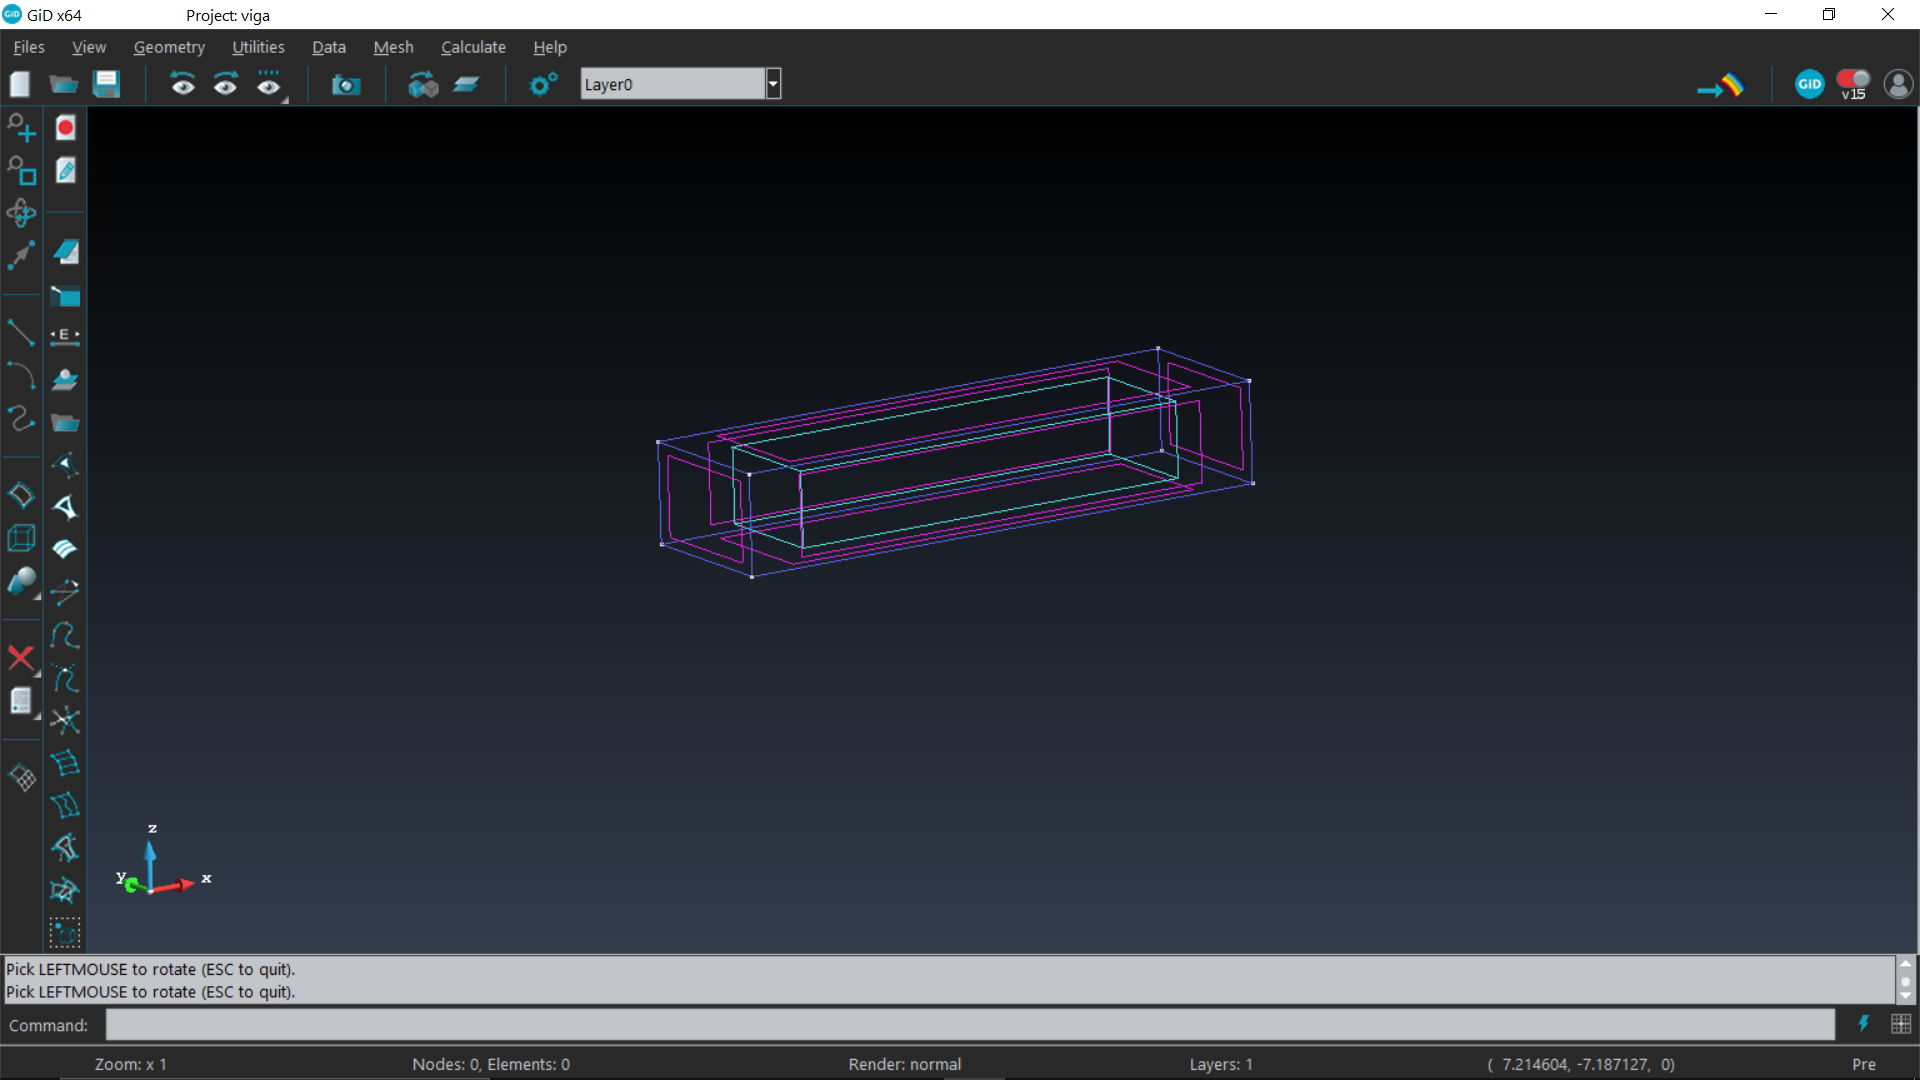 GiD x64 Project: viga
Files View Geometry Utilities Data Mesh Calculate Help
Layer0
GiD
v15
E
z
y
x
Pick LEFTMOUSE to rotate (ESC to quit).
Pick LEFTMOUSE to rotate (ESC to quit).
Command:
Zoom: x 1 Nodes: 0, Elements: 0 Render: normal Layers: 1 ( 7.214604, -7.187127, 0) Pre